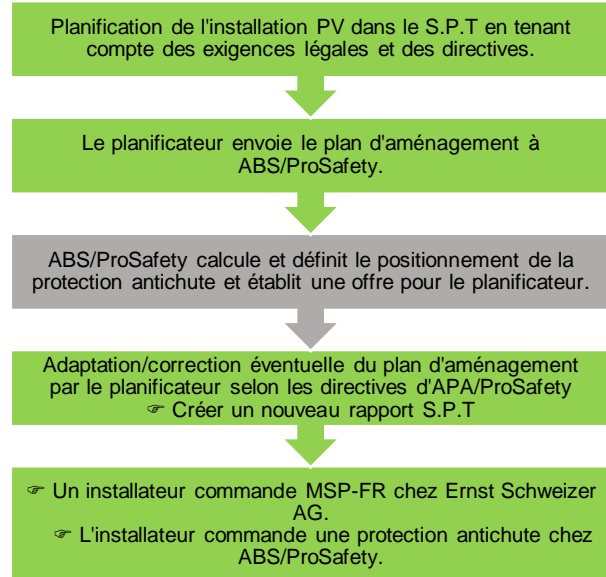 Planification de l'installation PV dans le S.P.T en tenant
compte des exigences légales et des directives.
Le planificateur envoie le plan d'aménagement à
ABS/ProSafety.
ABS/ProSafety calcule et définit le positionnement de la
protection antichute et établit une offre pour le planificateur.
Adaptation/correction éventuelle du plan d'aménagement
par le planificateur selon les directives d'APA/ProSafety
☞ Créer un nouveau rapport S.P.T
☞ Un installateur commande MSP-FR chez Ernst Schweizer
AG.
☞ L'installateur commande une protection antichute chez
ABS/ProSafety.